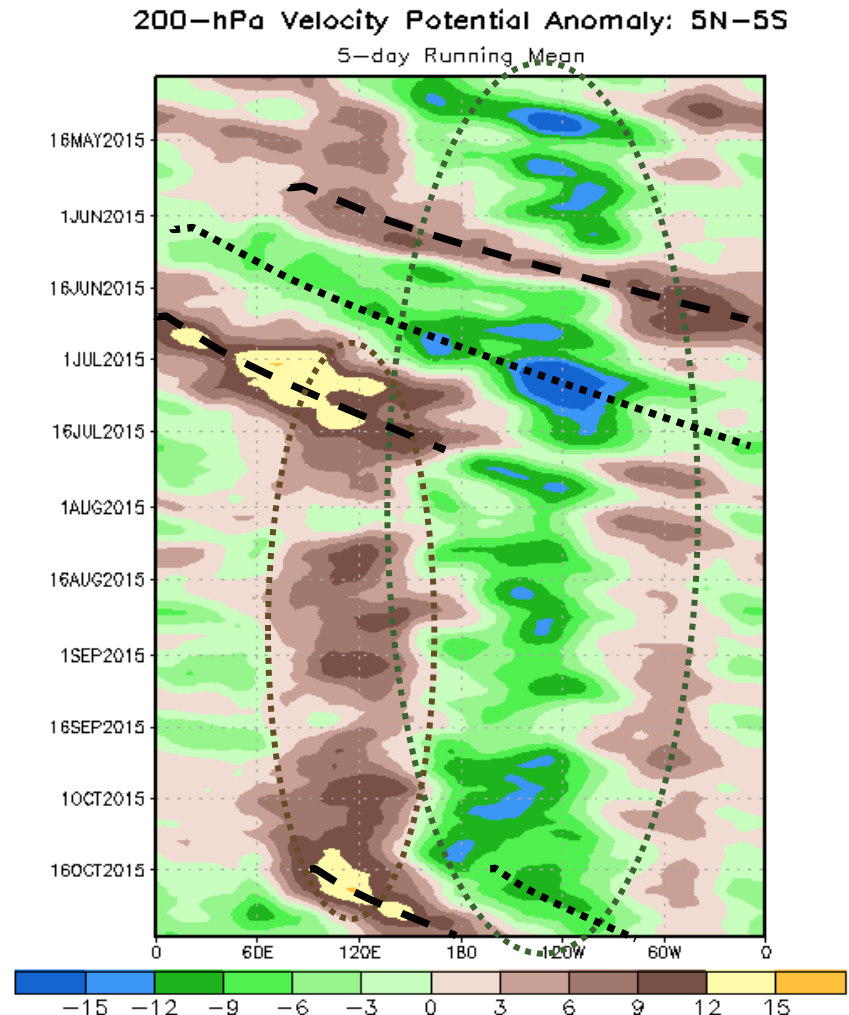 200-hPa Velocity Potential Anomaly: 5N-5S
5-day Running Mean
16MAY2015
1JUN2015
16JUN2015
1JUL2015
16JUL2015
1AUG2015
16AUG2015
1SEP2015
16SEP2015
1OCT2015
16OCT2015
0 60E 120E 180 120W 60W 0
-15 -12 -9 -6 -3 0 3 6 9 12 15